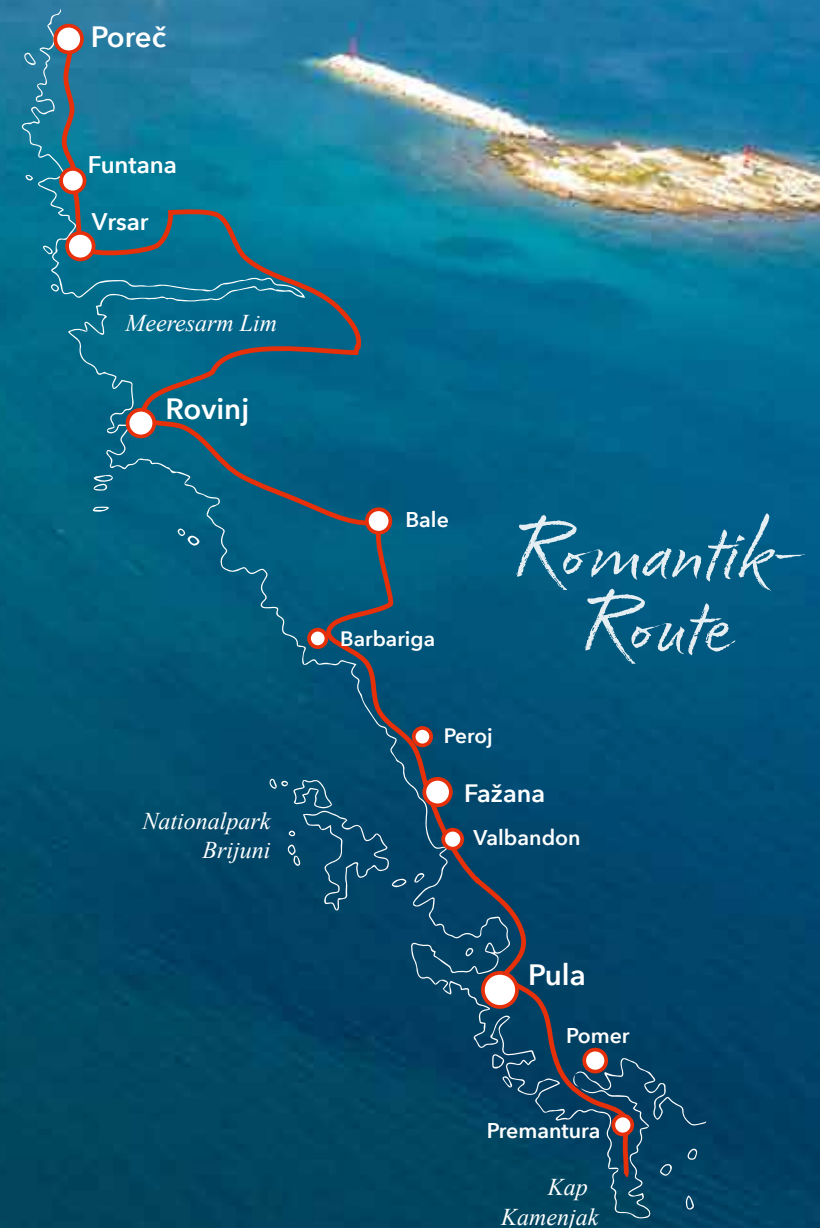 Poreč
Funtana
Vrsar
Meeresarm Lim
Rovinj
Bale
Romantik-
Route
Barbariga
Peroj
Fažana
Nationalpark
Brijuni
Valbandon
Pula
Pomer
Premantura
Kap
Kamenjak